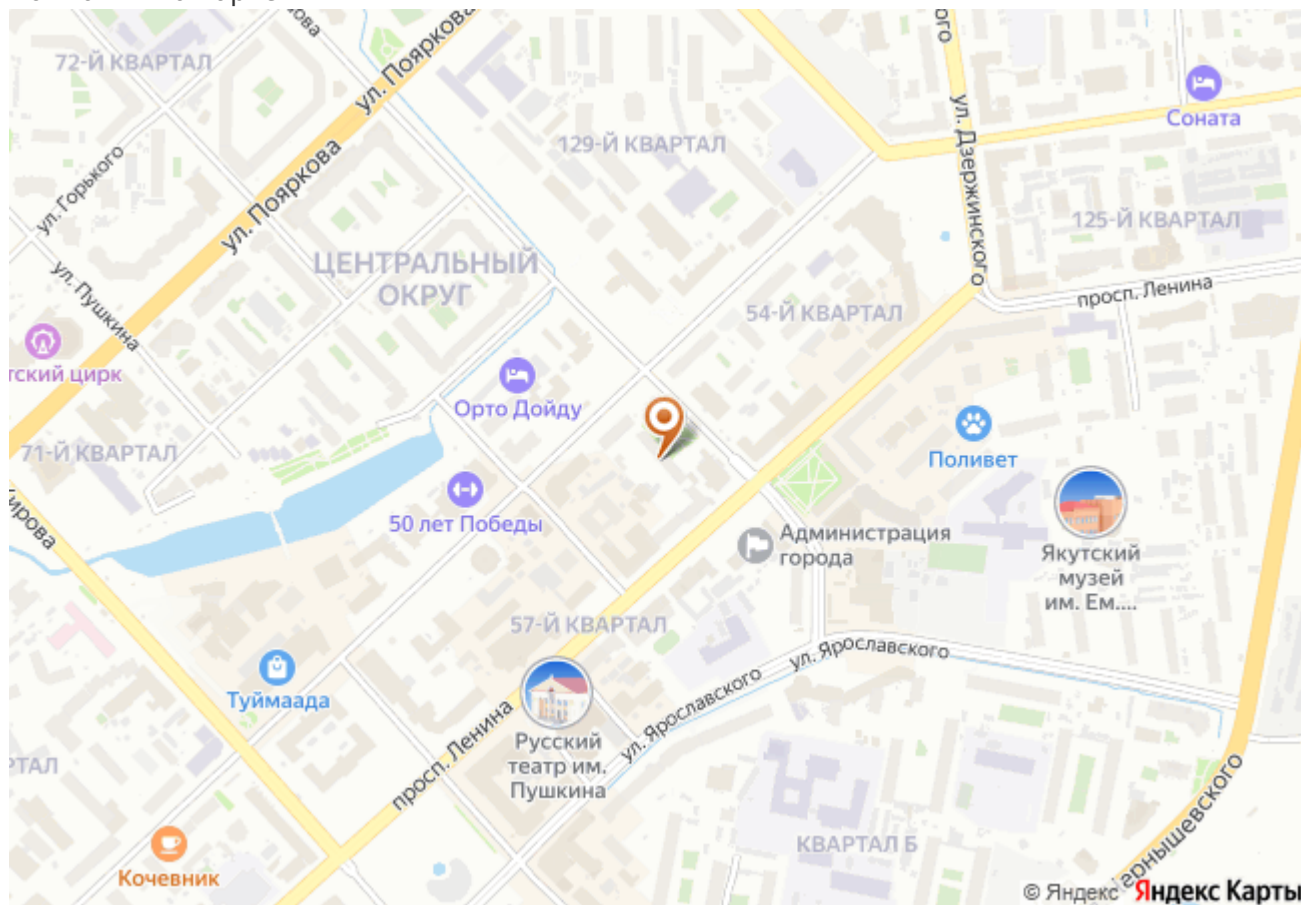 72-Й КВАРТАЛ
ул. Пояркова
ул. Горького
ул. Пояркова
129-Й КВАРТАЛ
ул. Дзержинского
Соната
125-Й КВАРТАЛ
ул. Пушкина
ЦЕНТРАЛЬНЫЙ
ОКРУГ
54-Й КВАРТАЛ
просп. Ленина
тский цирк
Орто Дойду
71-Й КВАРТАЛ
50 лет Победы
Поливет
Администрация
города
Якутский
музей
им. Ем....
57-Й КВАРТАЛ
ул. Ярославского
Туймаада
просп. Ленина
Русский
театр им.
Пушкина
ул. Ярославского
ТАЛ
КВАРТАЛ Б
Кочевник
© Яндекс Яндекс Карты